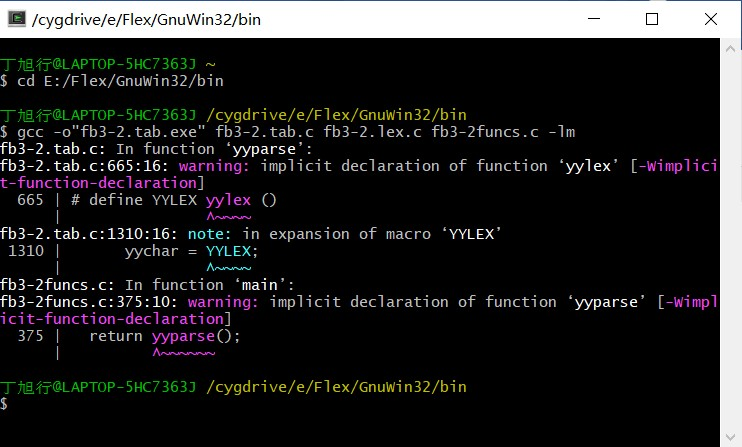 /cygdrive/e/Flex/GnuWin32/bin
丁旭行@LAPTOP-5HC7363J ~
$ cd E:/Flex/GnuWin32/bin
丁旭行@LAPTOP-5HC7363J /cygdrive/e/Flex/GnuWin32/bin
$ gcc -o"fb3-2.tab.exe" fb3-2.tab.c fb3-2.lex.c fb3-2funcs.c -lm
fb3-2.tab.c: In function ‘yyparse’:
fb3-2.tab.c:665:16: warning: implicit declaration of function ‘yylex’ [-Wimplici
t-function-declaration]
  665 | # define YYLEX yylex ()
      |                ^~~~~
fb3-2.tab.c:1310:16: note: in expansion of macro ‘YYLEX’
 1310 |       yychar = YYLEX;
      |                ^~~~~
fb3-2funcs.c: In function ‘main’:
fb3-2funcs.c:375:10: warning: implicit declaration of function ‘yyparse’ [-Wimpl
icit-function-declaration]
  375 |   return yyparse();
      |          ^~~~~~~
丁旭行@LAPTOP-5HC7363J /cygdrive/e/Flex/GnuWin32/bin
$